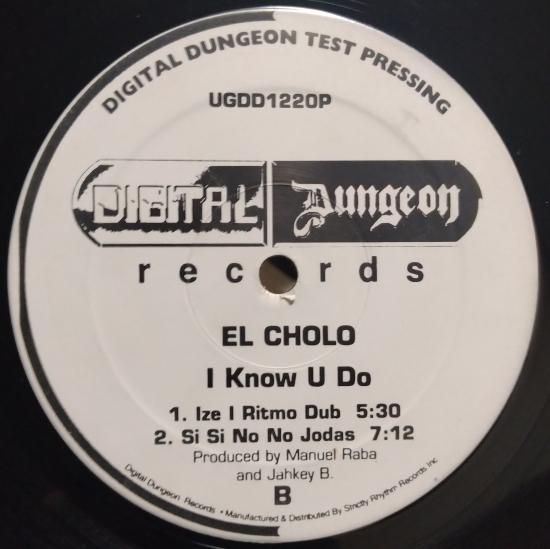 DIGITAL DUNGEON TEST PRESSING
UGDD1220P
DIGITAL Dungeon
records
EL CHOLO
I Know U Do
1. Ize I Ritmo Dub 5:30
2. Si Si No No Jodas 7:12
Produced by Manuel Raba
and Jahkey B.
B
Digital Dungeon Records • Manufactured & Distributed By Strictly Rhythm Records Inc